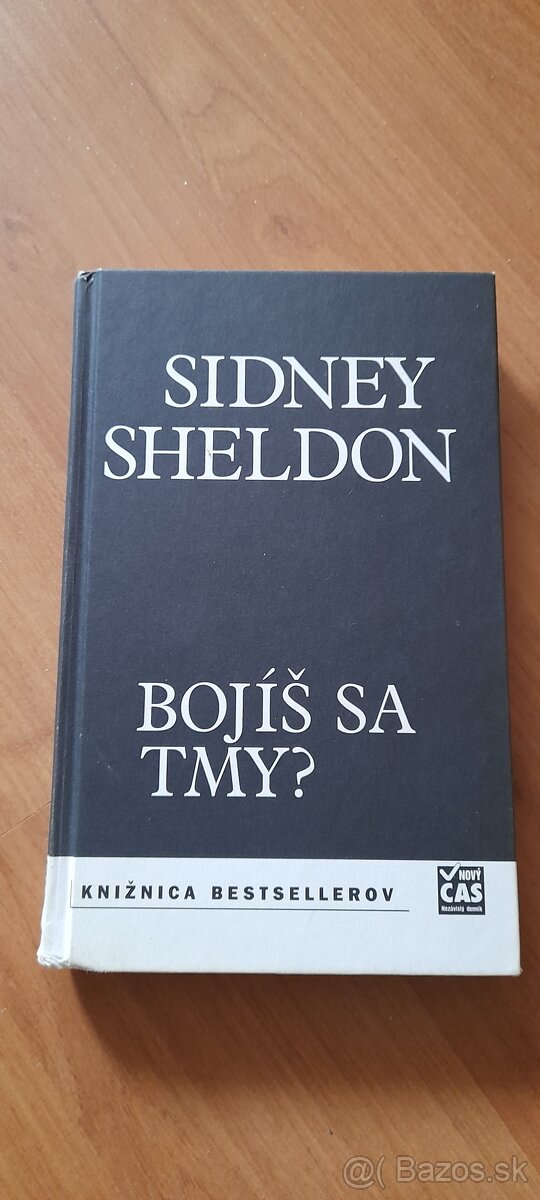 SIDNEY
SHELDON
BOJÍŠ SA
TMY?
KNIŽNICA BESTSELLEROV
NOVÝ
ČAS
Nezávislý denník
@( Bazos.sk